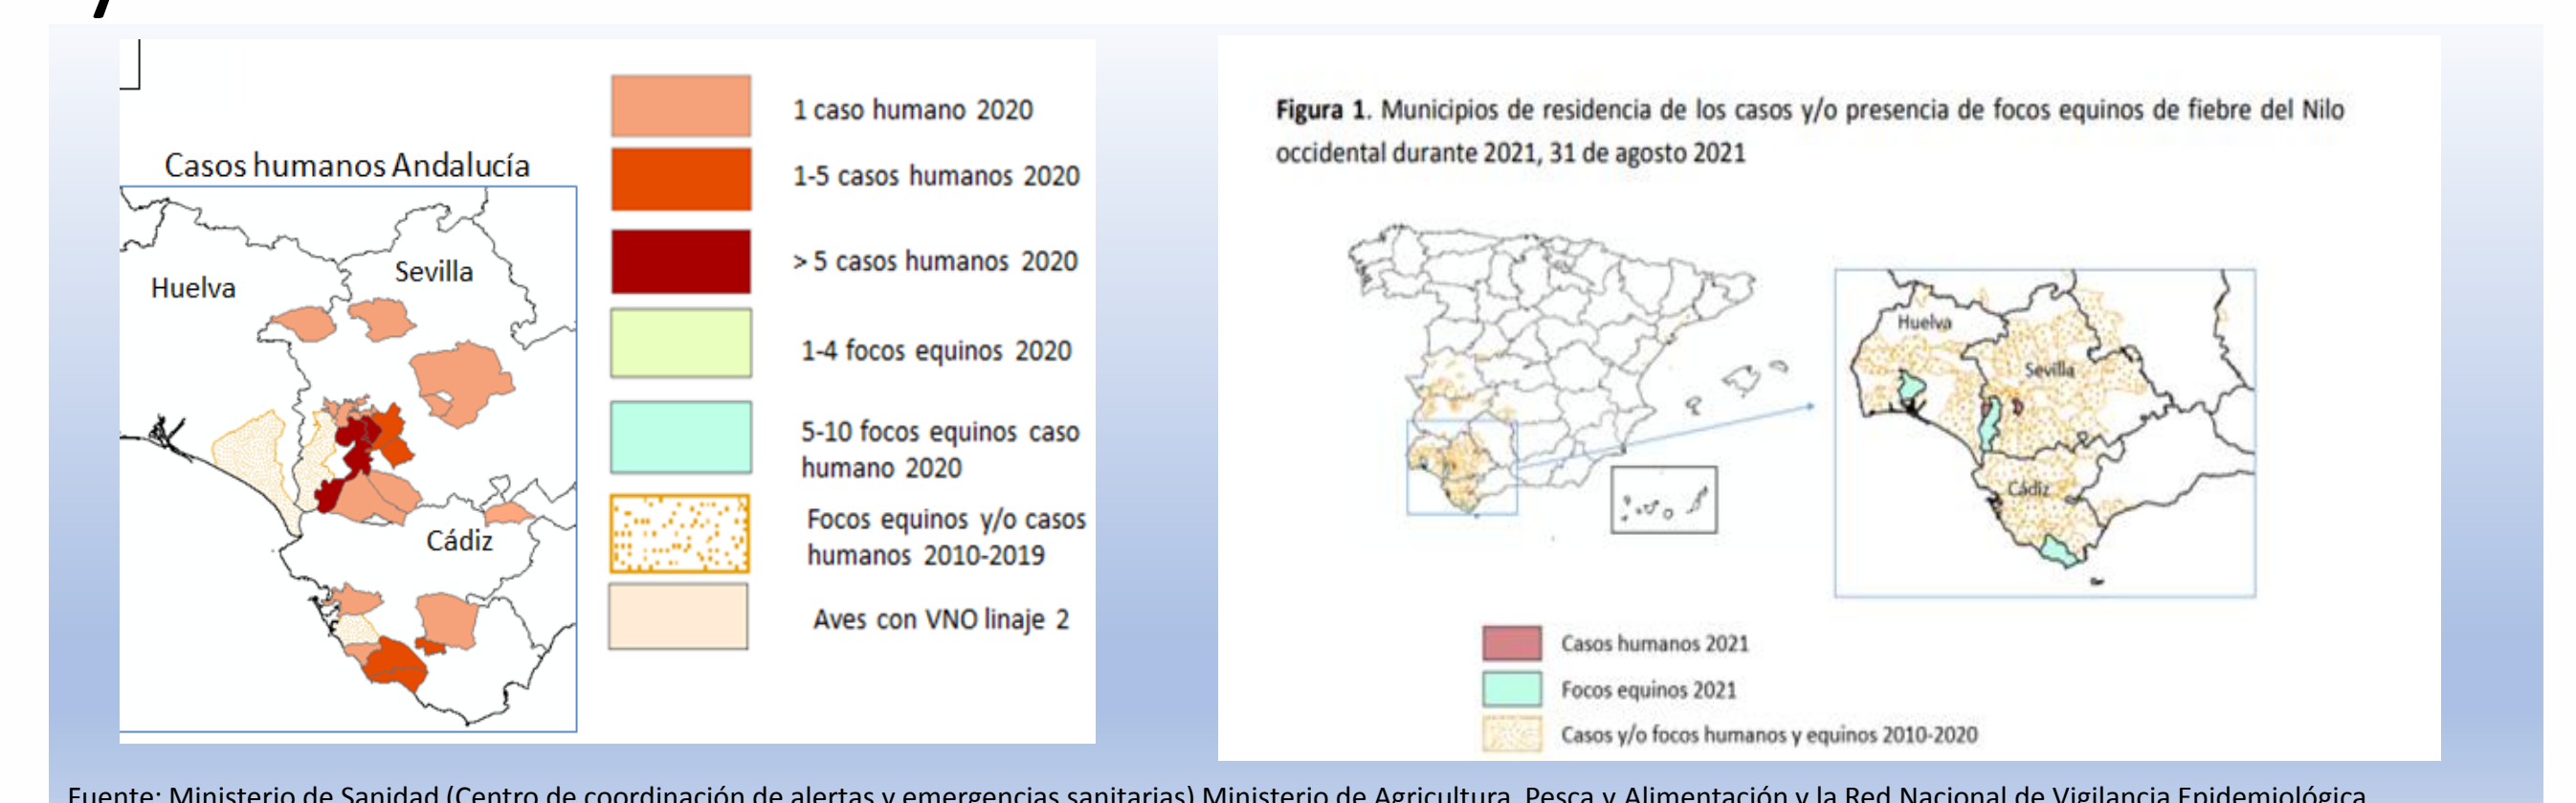 Casos humanos Andalucía
Huelva
Sevilla
Cádiz
1 caso humano 2020
1-5 casos humanos 2020
> 5 casos humanos 2020
1-4 focos equinos 2020
5-10 focos equinos caso
humano 2020
Focos equinos y/o casos
humanos 2010-2019
Aves con VNO linaje 2
Figura 1. Municipios de residencia de los casos y/o presencia de focos equinos de fiebre del Nilo
occidental durante 2021, 31 de agosto 2021
Huelva
Sevilla
Cádiz
Casos humanos 2021
Focos equinos 2021
Casos y/o focos humanos y equinos 2010-2020
Fuente: Ministerio de Sanidad (Centro de coordinación de alertas y emergencias sanitarias) Ministerio de Agricultura, Pesca y Alimentación y la Red Nacional de Vigilancia Epidemiológica